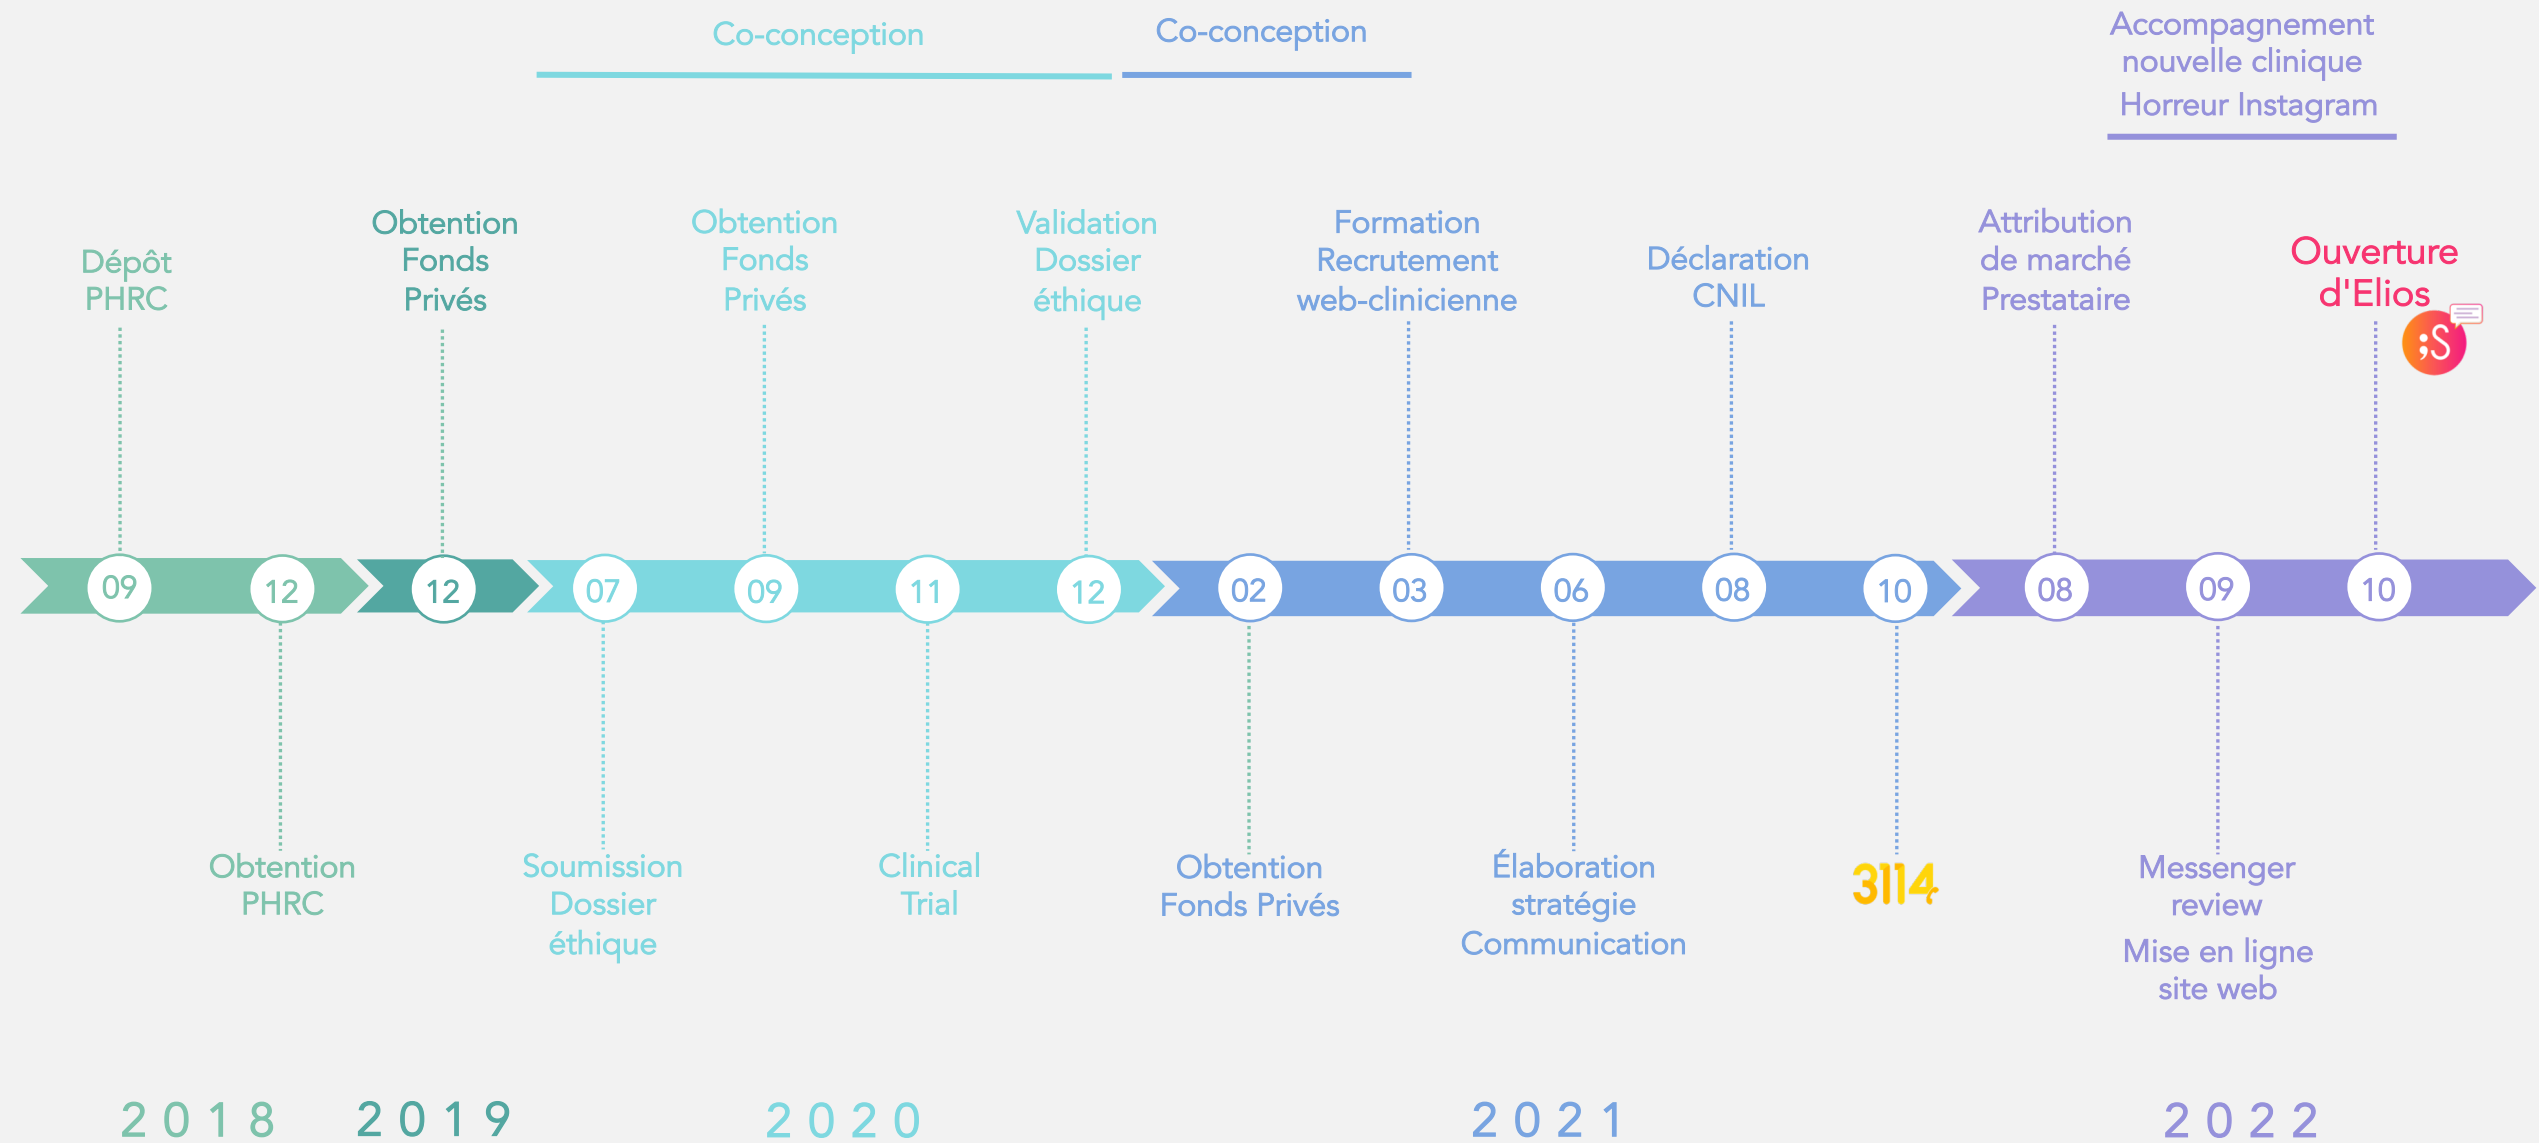 Co-conception
Co-conception
Accompagnement
nouvelle clinique
Horreur Instagram
Dépôt
PHRC
Obtention
Fonds
Privés
Obtention
Fonds
Privés
Validation
Dossier
éthique
Formation
Recrutement
web-clinicienne
Déclaration
CNIL
Attribution
de marché
Prestataire
Ouverture
d'Elios
;S
09
12
12
07
09
11
12
02
03
06
08
10
08
09
10
Obtention
PHRC
Soumission
Dossier
éthique
Clinical
Trial
Obtention
Fonds Privés
Élaboration
stratégie
Communication
3114
Messenger
review
Mise en ligne
site web
2018
2019
2020
2021
2022